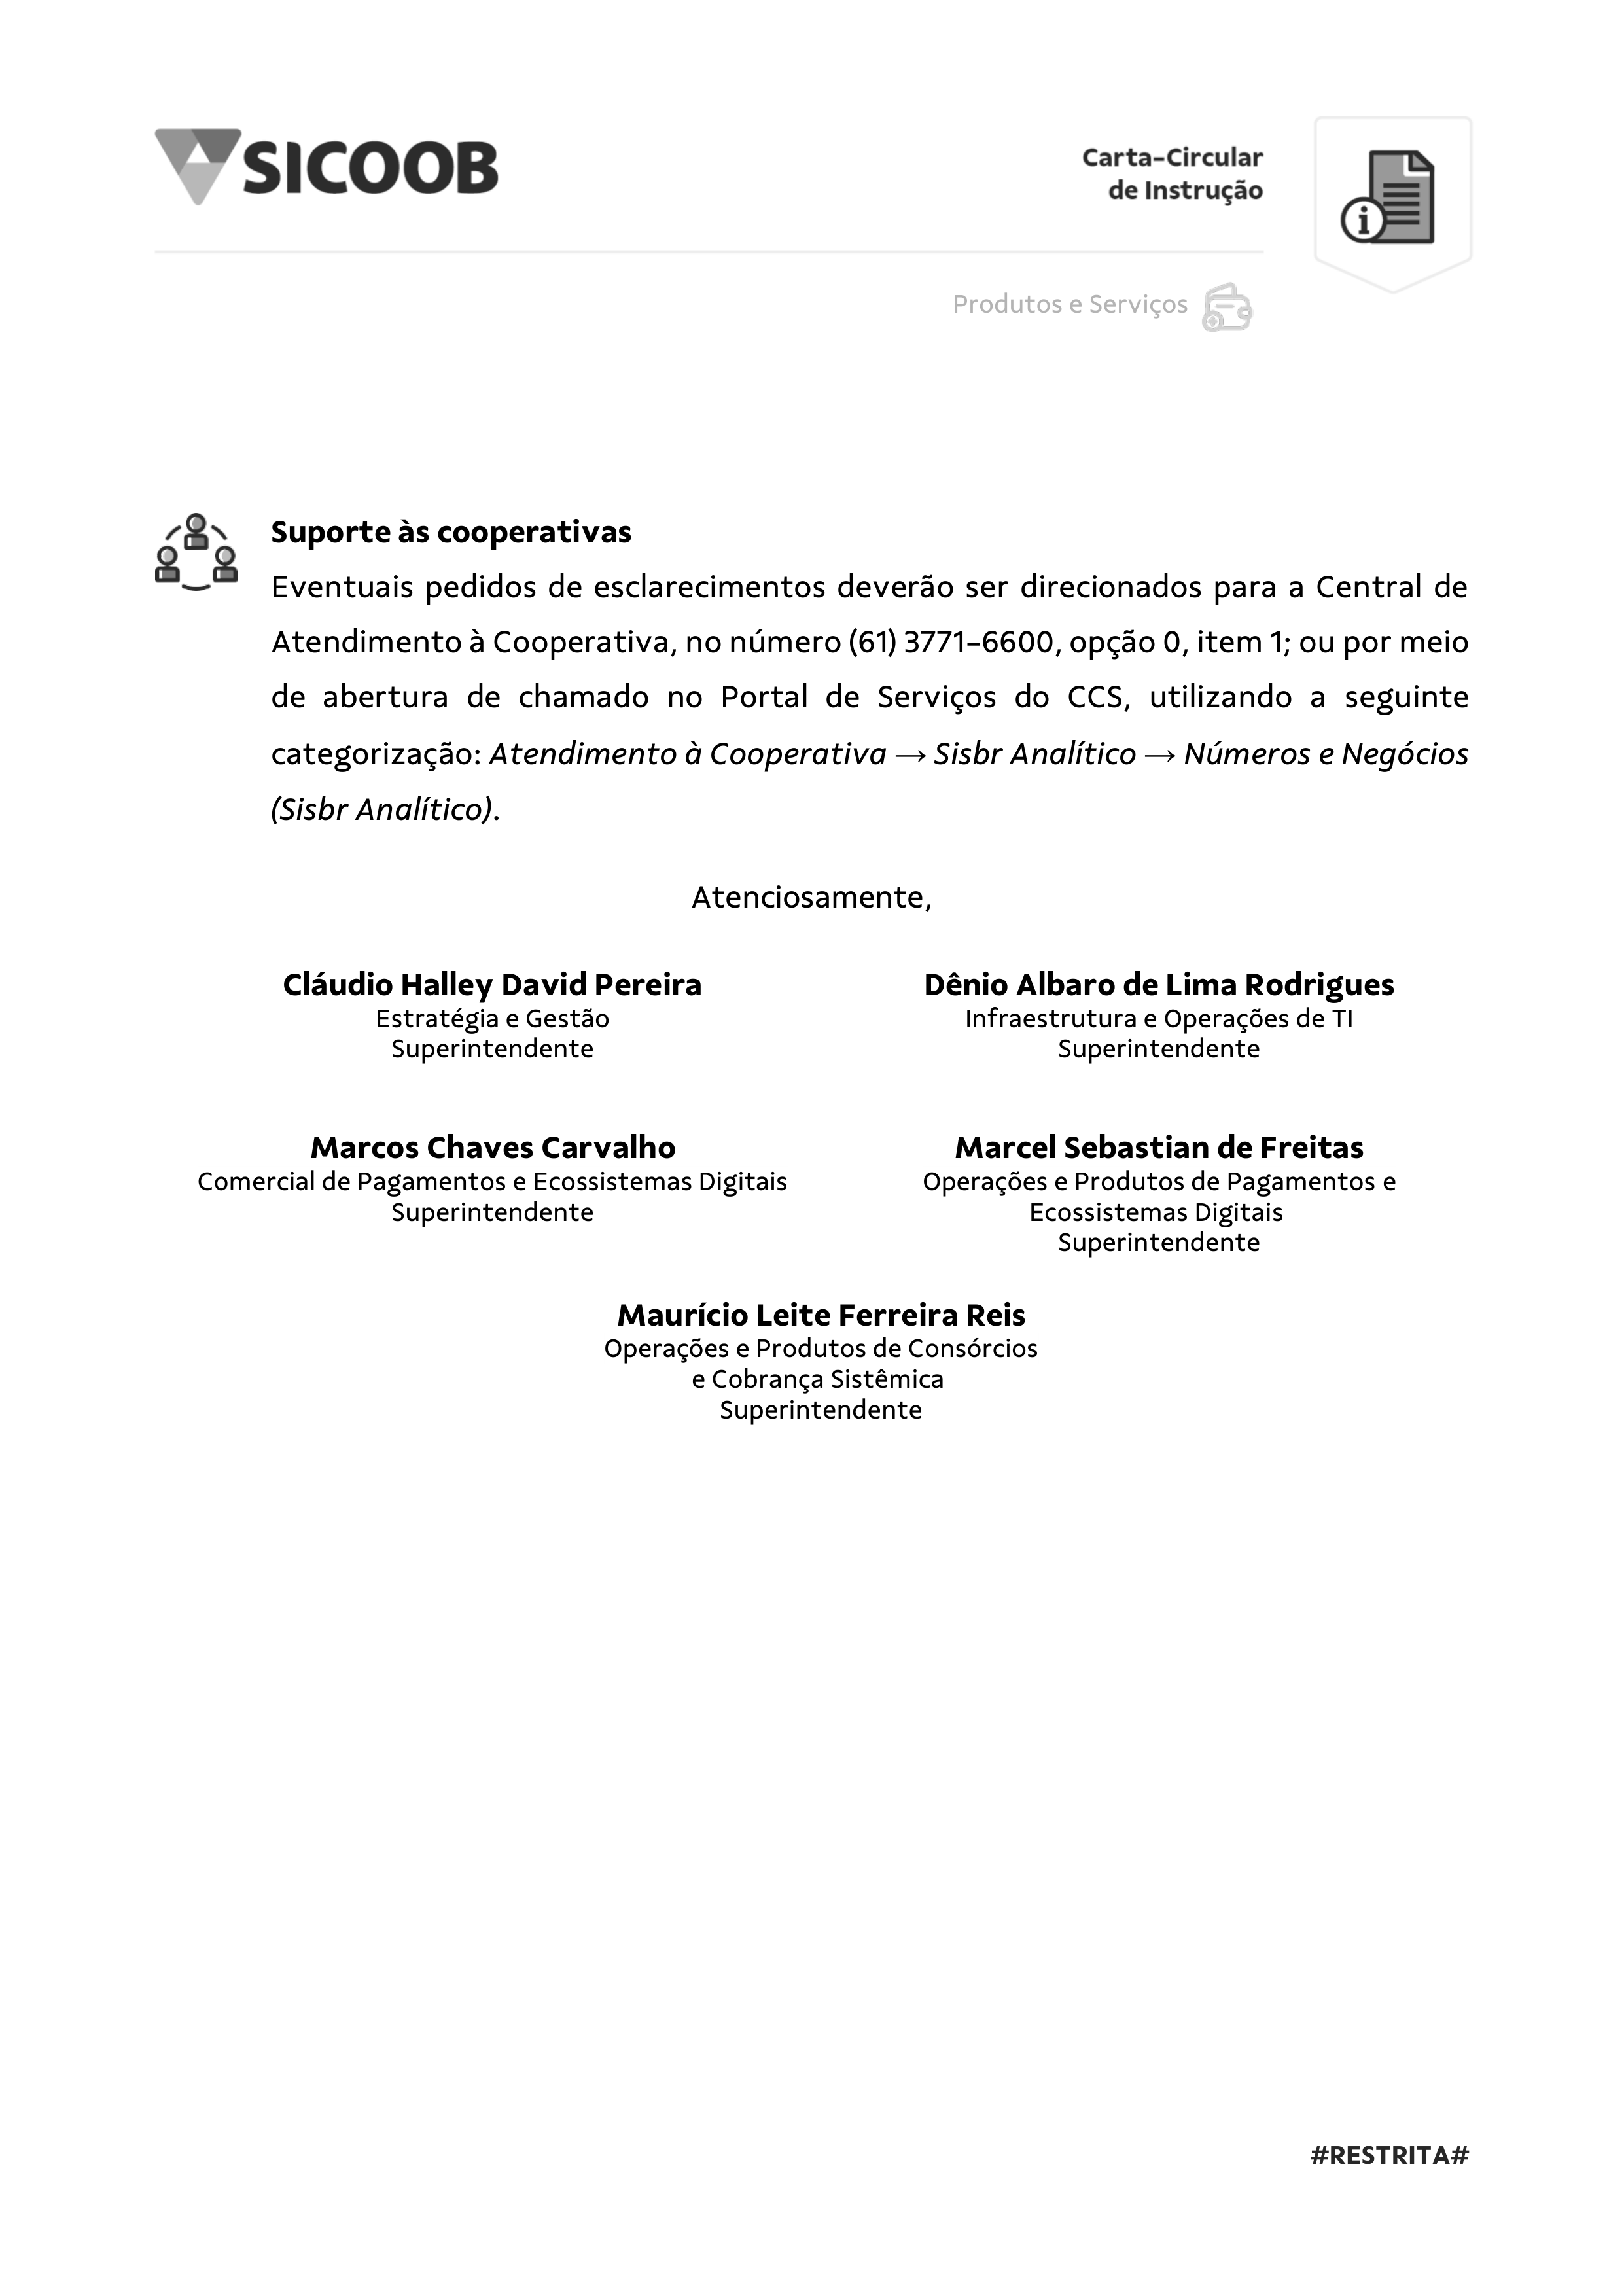 SICOOB
Carta-Circular
de Instrução
Produtos e Serviços
Suporte às cooperativas
Eventuais pedidos de esclarecimentos deverão ser direcionados para a Central de
Atendimento à Cooperativa, no número (61) 3771-6600, opção 0, item 1; ou por meio
de abertura de chamado no Portal de Serviços do CCS, utilizando a seguinte
categorização: Atendimento à Cooperativa → Sisbr Analítico → Números e Negócios
(Sisbr Analítico).
Atenciosamente,
Cláudio Halley David Pereira
Estratégia e Gestão
Superintendente
Dênio Albaro de Lima Rodrigues
Infraestrutura e Operações de TI
Superintendente
Marcos Chaves Carvalho
Comercial de Pagamentos e Ecossistemas Digitais
Superintendente
Marcel Sebastian de Freitas
Operações e Produtos de Pagamentos e
Ecossistemas Digitais
Superintendente
Maurício Leite Ferreira Reis
Operações e Produtos de Consórcios
e Cobrança Sistêmica
Superintendente
#RESTRITA#